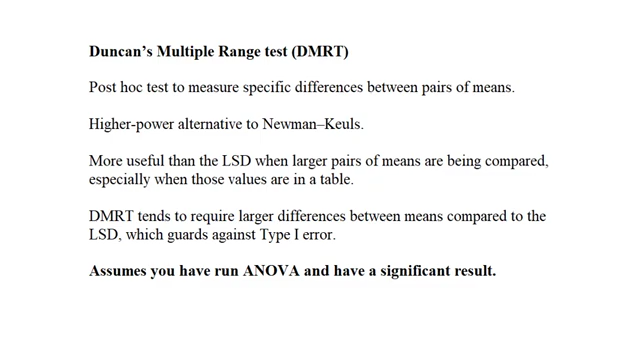 Duncan’s Multiple Range test (DMRT)
Post hoc test to measure specific differences between pairs of means.
Higher-power alternative to Newman–Keuls.
More useful than the LSD when larger pairs of means are being compared,
especially when those values are in a table.
DMRT tends to require larger differences between means compared to the
LSD, which guards against Type I error.
Assumes you have run ANOVA and have a significant result.